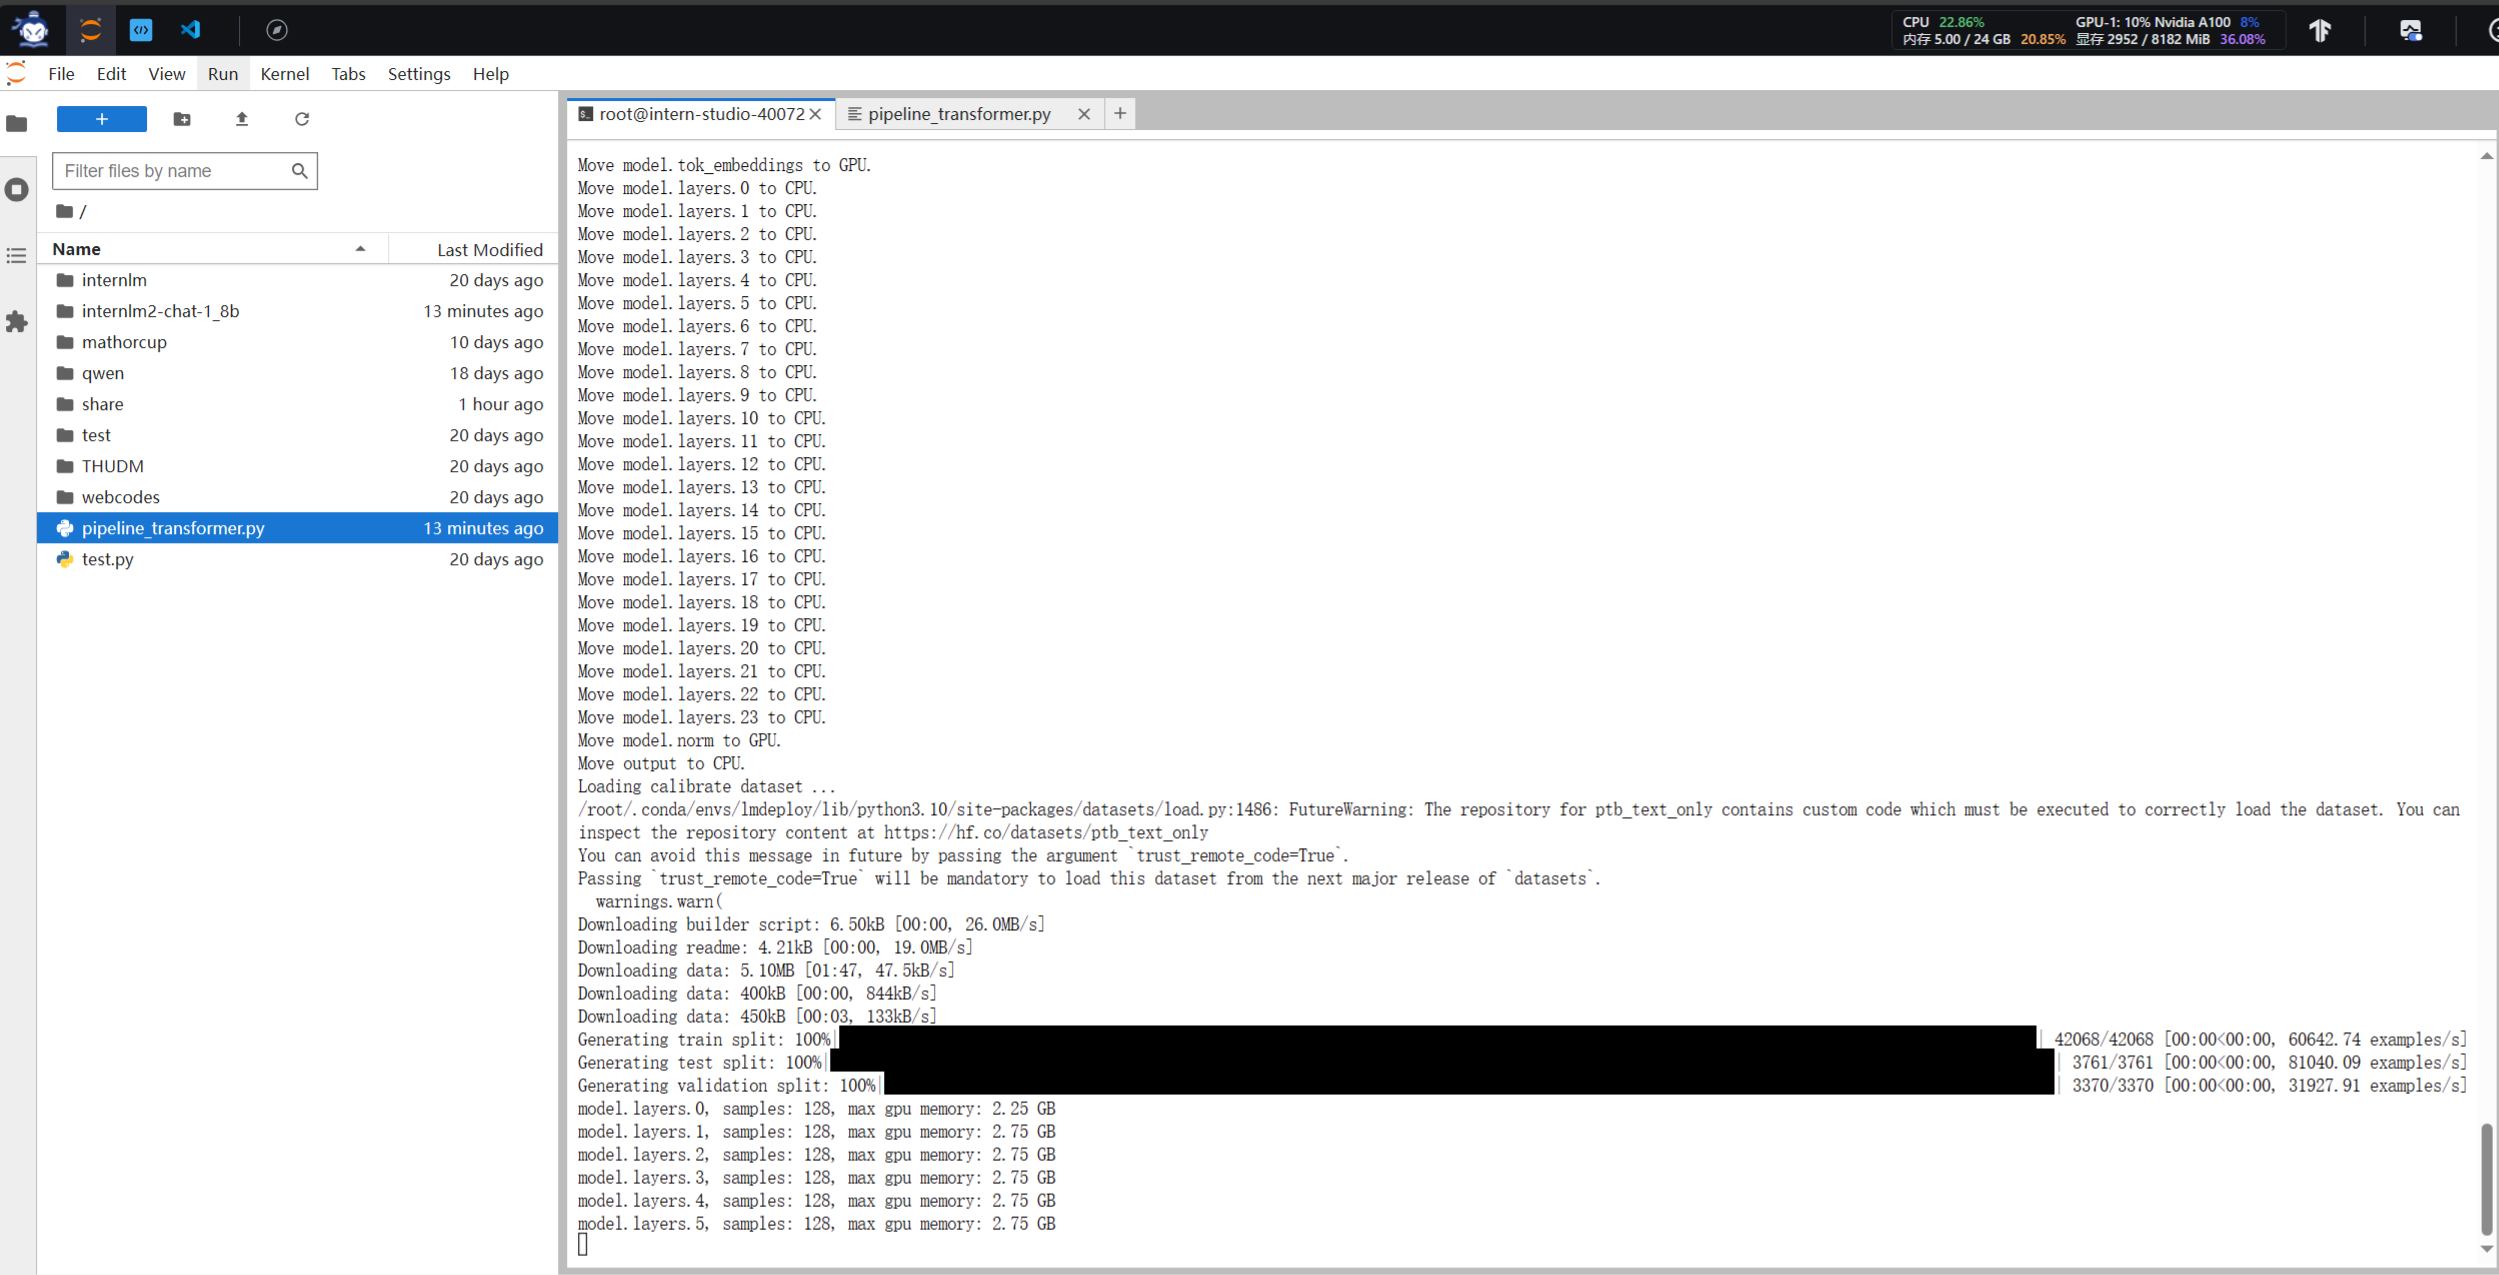 CPU 22.86% GPU-1: 10% Nvidia A100 8%
内存 5.00 / 24 GB 20.85% 显存 2952 / 8182 MiB 36.08%
File Edit View Run Kernel Tabs Settings Help
root@intern-studio-40072
pipeline_transformer.py
Filter files by name
/
Name Last Modified
internlm 20 days ago
internlm2-chat-1_8b 13 minutes ago
mathorcup 10 days ago
qwen 18 days ago
share 1 hour ago
test 20 days ago
THUDM 20 days ago
webcodes 20 days ago
pipeline_transformer.py 13 minutes ago
test.py 20 days ago
Move model.tok_embeddings to GPU.
Move model.layers.0 to CPU.
Move model.layers.1 to CPU.
Move model.layers.2 to CPU.
Move model.layers.3 to CPU.
Move model.layers.4 to CPU.
Move model.layers.5 to CPU.
Move model.layers.6 to CPU.
Move model.layers.7 to CPU.
Move model.layers.8 to CPU.
Move model.layers.9 to CPU.
Move model.layers.10 to CPU.
Move model.layers.11 to CPU.
Move model.layers.12 to CPU.
Move model.layers.13 to CPU.
Move model.layers.14 to CPU.
Move model.layers.15 to CPU.
Move model.layers.16 to CPU.
Move model.layers.17 to CPU.
Move model.layers.18 to CPU.
Move model.layers.19 to CPU.
Move model.layers.20 to CPU.
Move model.layers.21 to CPU.
Move model.layers.22 to CPU.
Move model.layers.23 to CPU.
Move model.norm to GPU.
Move output to CPU.
Loading calibrate dataset ...
/root/.conda/envs/lmdeploy/lib/python3.10/site-packages/datasets/load.py:1486: FutureWarning: The repository for ptb_text_only contains custom code which must be executed to correctly load the dataset. You can
inspect the repository content at https://hf.co/datasets/ptb_text_only
You can avoid this message in future by passing the argument `trust_remote_code=True`.
Passing `trust_remote_code=True` will be mandatory to load this dataset from the next major release of `datasets`.
warnings.warn(
Downloading builder script: 6.50kB [00:00, 26.0MB/s]
Downloading readme: 4.21kB [00:00, 19.0MB/s]
Downloading data: 5.10MB [01:47, 47.5kB/s]
Downloading data: 400kB [00:00, 844kB/s]
Downloading data: 450kB [00:03, 133kB/s]
Generating train split: 100%| | 42068/42068 [00:00<00:00, 60642.74 examples/s]
Generating test split: 100%| | 3761/3761 [00:00<00:00, 81040.09 examples/s]
Generating validation split: 100%| | 3370/3370 [00:00<00:00, 31927.91 examples/s]
model.layers.0, samples: 128, max gpu memory: 2.25 GB
model.layers.1, samples: 128, max gpu memory: 2.75 GB
model.layers.2, samples: 128, max gpu memory: 2.75 GB
model.layers.3, samples: 128, max gpu memory: 2.75 GB
model.layers.4, samples: 128, max gpu memory: 2.75 GB
model.layers.5, samples: 128, max gpu memory: 2.75 GB